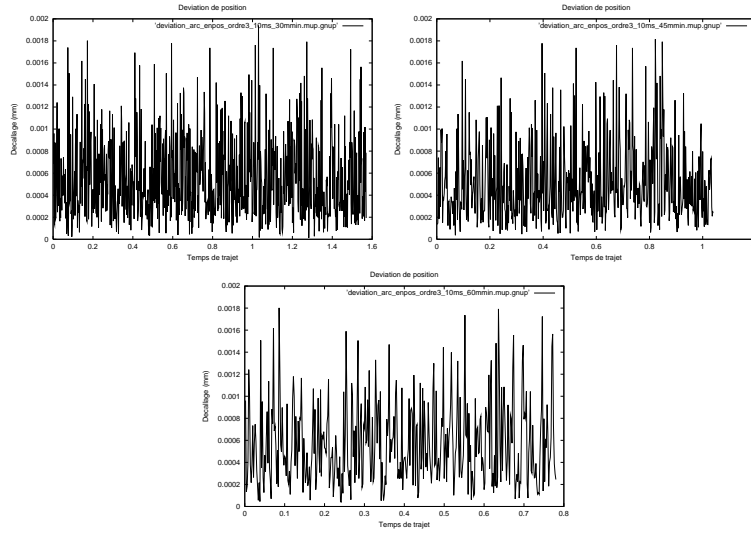 Deviation de position
'deviation_arc_enpos_ordre3_10ms_30mmin.mup.gnup'
Decallage (mm)
0.002
0.0018
0.0016
0.0014
0.0012
0.001
0.0008
0.0006
0.0004
0.0002
0
0 0.2 0.4 0.6 0.8 1 1.2 1.4 1.6
Temps de trajet
Deviation de position
'deviation_arc_enpos_ordre3_10ms_45mmin.mup.gnup'
Decallage (mm)
0.002
0.0018
0.0016
0.0014
0.0012
0.001
0.0008
0.0006
0.0004
0.0002
0
0 0.2 0.4 0.6 0.8 1
Temps de trajet
Deviation de position
'deviation_arc_enpos_ordre3_10ms_60mmin.mup.gnup'
Decallage (mm)
0.002
0.0018
0.0016
0.0014
0.0012
0.001
0.0008
0.0006
0.0004
0.0002
0
0 0.1 0.2 0.3 0.4 0.5 0.6 0.7 0.8
Temps de trajet